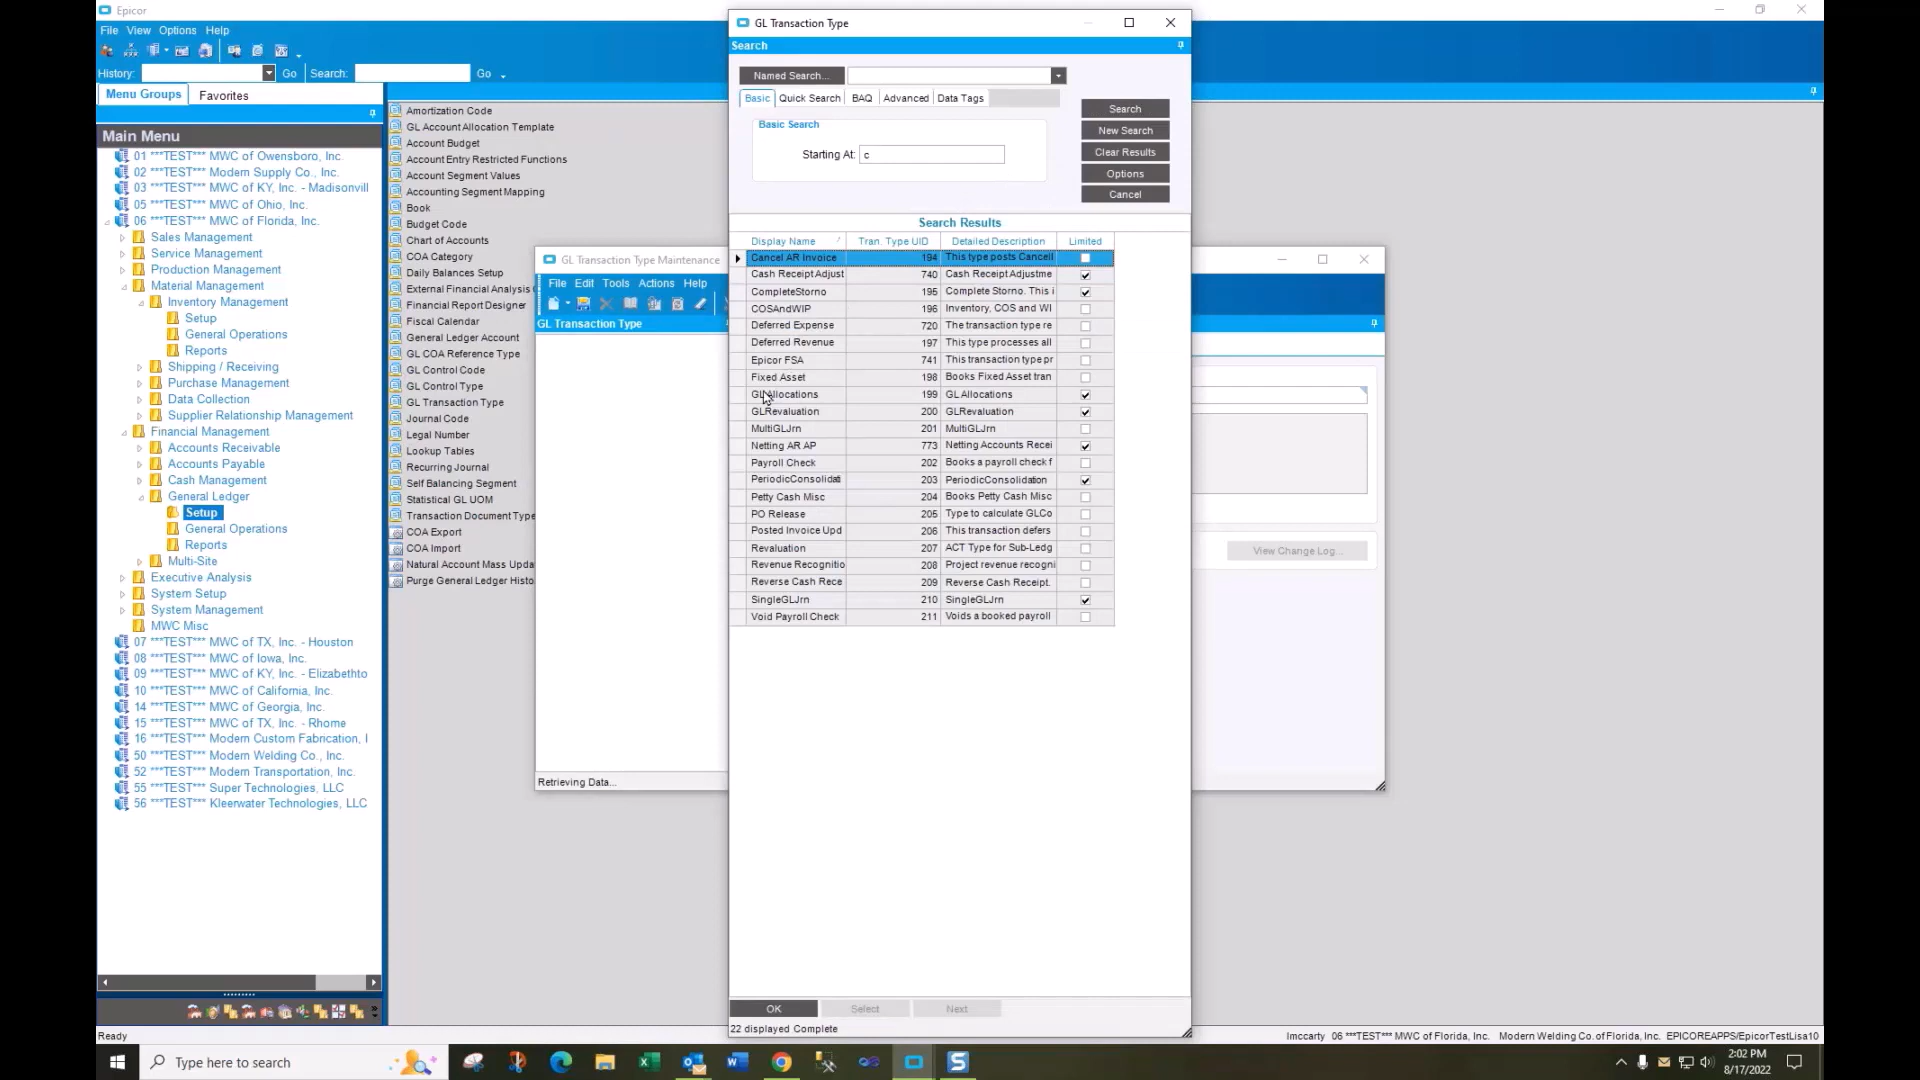 Epicor
File View Options Help
History: Go Search: Go
Menu Groups Favorites
Main Menu
01 ***TEST*** MWC of Owensboro, Inc.
02 ***TEST*** Modern Supply Co., Inc.
03 ***TEST*** MWC of KY, Inc. - Madisonvill
05 ***TEST*** MWC of Ohio, Inc.
06 ***TEST*** MWC of Florida, Inc.
Sales Management
Service Management
Production Management
Material Management
Inventory Management
Setup
General Operations
Reports
Shipping / Receiving
Purchase Management
Data Collection
Supplier Relationship Management
Financial Management
Accounts Receivable
Accounts Payable
Cash Management
General Ledger
Setup
General Operations
Reports
Multi-Site
Executive Analysis
System Setup
System Management
MWC Misc
07 ***TEST*** MWC of TX, Inc. - Houston
08 ***TEST*** MWC of Iowa, Inc.
09 ***TEST*** MWC of KY, Inc. - Elizabethto
10 ***TEST*** MWC of California, Inc.
14 ***TEST*** MWC of Georgia, Inc.
15 ***TEST*** MWC of TX, Inc. - Rhome
16 ***TEST*** Modern Custom Fabrication, I
50 ***TEST*** Modern Welding Co., Inc.
52 ***TEST*** Modern Transportation, Inc.
55 ***TEST*** Super Technologies, LLC
56 ***TEST*** Kleerwater Technologies, LLC
Amortization Code
GL Account Allocation Template
Account Budget
Account Entry Restricted Functions
Account Segment Values
Accounting Segment Mapping
Book
Budget Code
Chart of Accounts
COA Category
Daily Balances Setup
External Financial Analysis
Financial Report Designer
Fiscal Calendar
General Ledger Account
GL COA Reference Type
GL Control Code
GL Control Type
GL Transaction Type
Journal Code
Legal Number
Lookup Tables
Recurring Journal
Self Balancing Segment
Statistical GL UOM
Transaction Document Type
COA Export
COA Import
Natural Account Mass Upda
Purge General Ledger Histo
GL Transaction Type Maintenance
File Edit Tools Actions Help
GL Transaction Type
Retrieving Data...
View Change Log...
GL Transaction Type
Search
Named Search...
Basic Quick Search BAQ Advanced Data Tags
Basic Search
Starting At: c
Search
New Search
Clear Results
Options
Cancel
Search Results
Display Name Tran. Type UID Detailed Description Limited
Cancel AR Invoice 194 This type posts Cancell
Cash Receipt Adjust 740 Cash Receipt Adjustme
CompleteStorno 195 Complete Storno. This i
COSAndWIP 196 Inventory, COS and WI
Deferred Expense 720 The transaction type re
Deferred Revenue 197 This type processes all
Epicor FSA 741 This transaction type pr
Fixed Asset 198 Books Fixed Asset tran
GL Allocations 199 GL Allocations
GLRevaluation 200 GLRevaluation
MultiGLJrn 201 MultiGLJrn
Netting AR AP 773 Netting Accounts Recei
Payroll Check 202 Books a payroll check f
PeriodicConsolidati 203 PeriodicConsolidation
Petty Cash Misc 204 Books Petty Cash Misc
PO Release 205 Type to calculate GLCo
Posted Invoice Upd 206 This transaction defers
Revaluation 207 ACT Type for Sub-Ledg
Revenue Recognitio 208 Project revenue recogni
Reverse Cash Rece 209 Reverse Cash Receipt.
SingleGLJrn 210 SingleGLJrn
Void Payroll Check 211 Voids a booked payroll
OK Select Next
22 displayed Complete
Ready
lmccarty 06 ***TEST*** MWC of Florida, Inc. Modern Welding Co. of Florida, Inc. EPICOREAPPS/EpicorTestLisa10
Type here to search
2:02 PM
8/17/2022